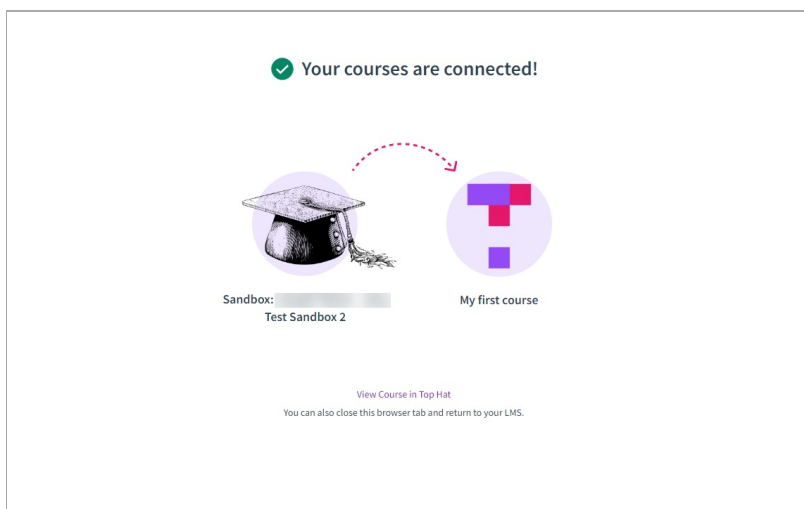 Your courses are connected!
Sandbox:
Test Sandbox 2
My first course
View Course in Top Hat
You can also close this browser tab and return to your LMS.